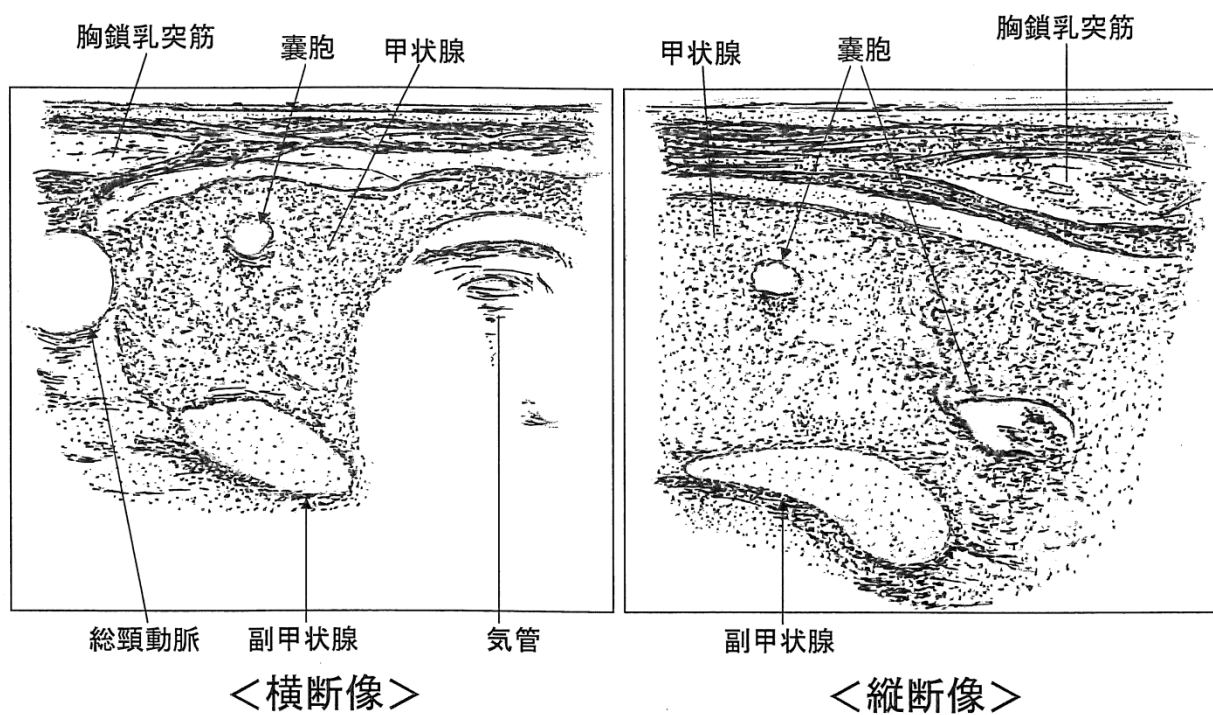 胸鎖乳突筋
嚢胞
甲状腺
総頸動脈
副甲状腺
気管
＜横断像＞
甲状腺
嚢胞
胸鎖乳突筋
副甲状腺
＜縦断像＞